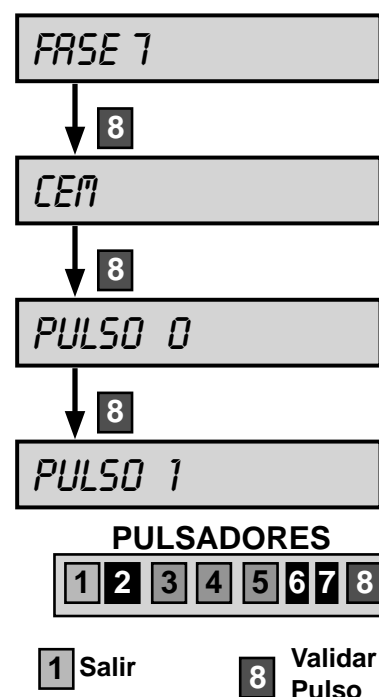 FASE 7
8
CEM
8
PULSO 0
8
PULSO 1
PULSADORES
1 2 3 4 5 6 7 8
1 Salir
8 Validar
Pulso